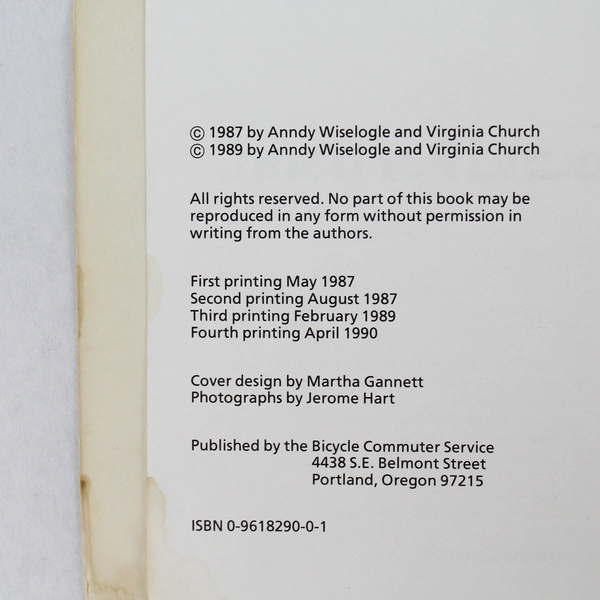 © 1987 by Anndy Wiselogle and Virginia Church
© 1989 by Anndy Wiselogle and Virginia Church
All rights reserved. No part of this book may be
reproduced in any form without permission in
writing from the authors.
First printing May 1987
Second printing August 1987
Third printing February 1989
Fourth printing April 1990
Cover design by Martha Gannett
Photographs by Jerome Hart
Published by the Bicycle Commuter Service
4438 S.E. Belmont Street
Portland, Oregon 97215
ISBN 0-9618290-0-1